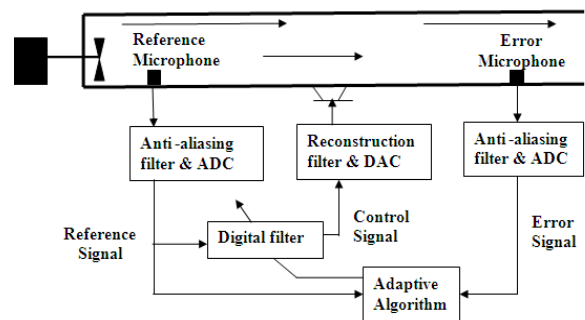 Reference
Microphone
Error
Microphone
Anti -aliasing
filter & ADC
Reconstruction
filter & DAC
Anti -aliasing
filter & ADC
Reference
Signal
Digital filter
Control
Signal
Error
Signal
Adaptive
Algorithm